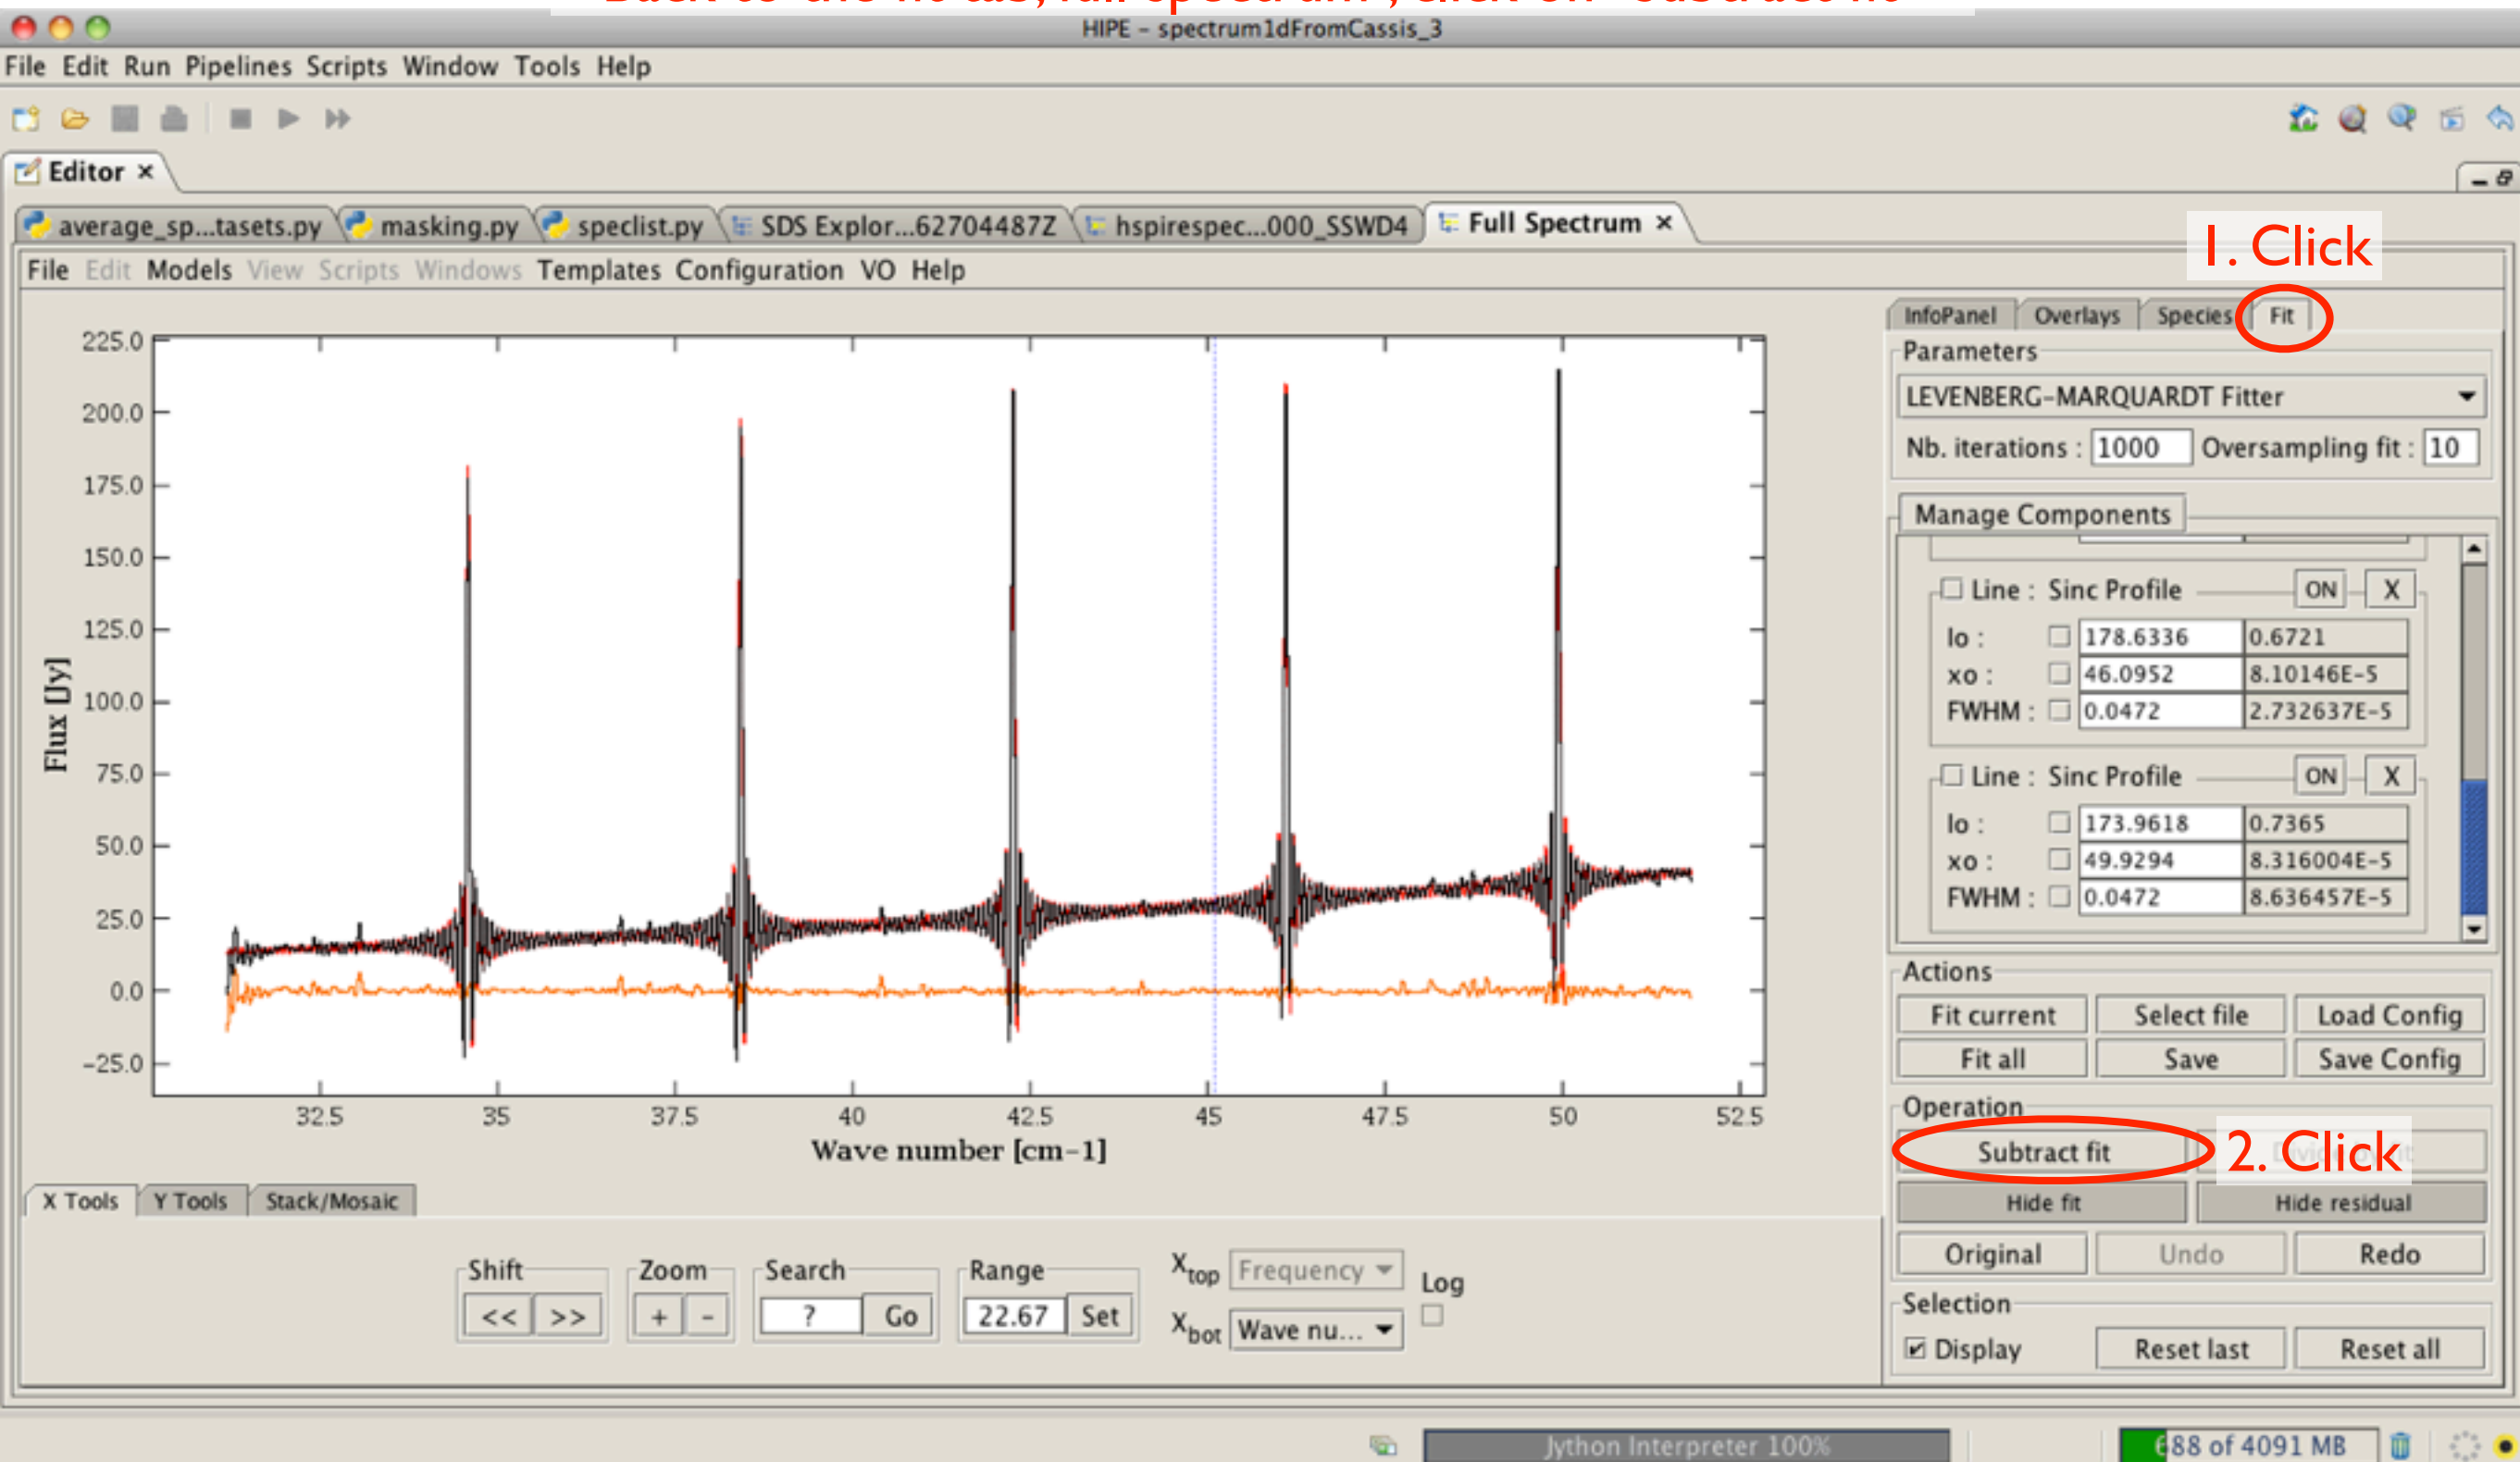 HIPE - spectrum1dFromCassis_3
File Edit Run Pipelines Scripts Window Tools Help
Editor ×
average_sp...tasets.py masking.py speclist.py SDS Explor...62704487Z hspirespec...000_SSWD4 Full Spectrum ×
1. Click
File Edit Models View Scripts Windows Templates Configuration VO Help
InfoPanel Overlays Species Fit
Parameters
LEVENBERG-MARQUARDT Fitter
Nb. iterations : 1000 Oversampling fit : 10
Manage Components
Line : Sinc Profile ON X
Io : 178.6336 0.6721
xo : 46.0952 8.10146E-5
FWHM : 0.0472 2.732637E-5
Line : Sinc Profile ON X
Io : 173.9618 0.7365
xo : 49.9294 8.316004E-5
FWHM : 0.0472 8.636457E-5
Actions
Fit current Select file Load Config
Fit all Save Save Config
Operation
Subtract fit
2. Click
Hide fit Hide residual
Original Undo Redo
Selection
Display Reset last Reset all
225.0
200.0
175.0
150.0
125.0
100.0
75.0
50.0
25.0
0.0
-25.0
Flux [Jy]
32.5 35 37.5 40 42.5 45 47.5 50 52.5
Wave number [cm-1]
X Tools Y Tools Stack/Mosaic
Shift Zoom Search Range
<< >> + - ? Go 22.67 Set
Xtop Frequency
Xbot Wave nu...
Log
Jython Interpreter 100%
688 of 4091 MB